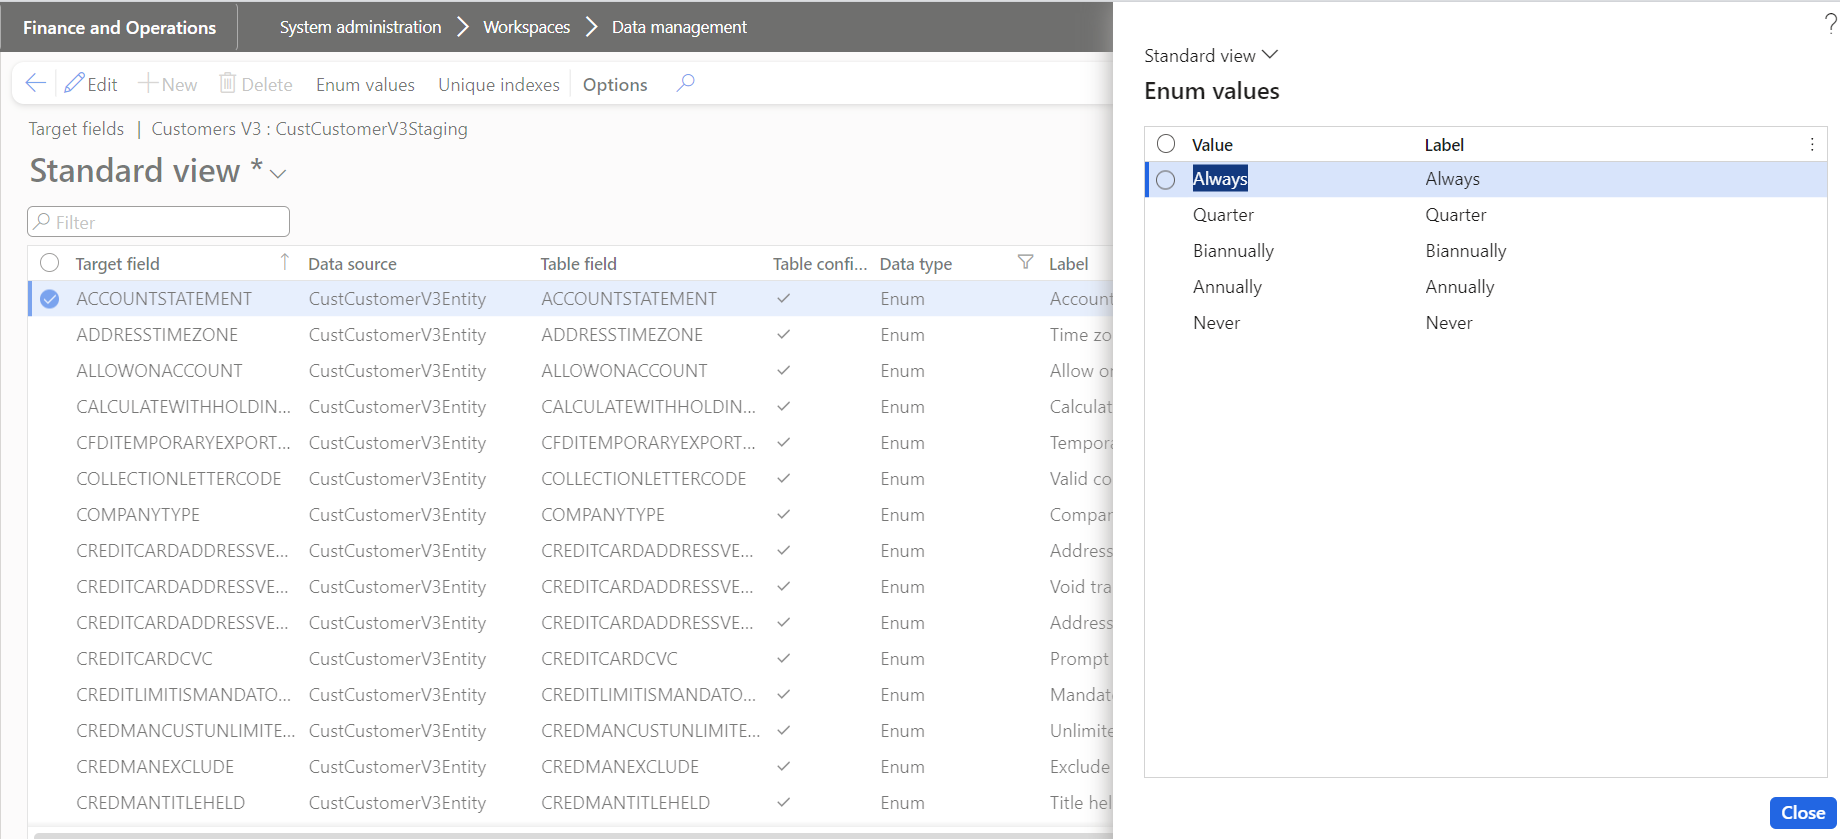 Finance and Operations System administration Workspaces Data management
Edit New Delete Enum values Unique indexes Options
Target fields | Customers V3 : CustCustomerV3Staging
Standard view *
Filter
Target field Data source Table field Table confi... Data type Label
ACCOUNTSTATEMENT CustCustomerV3Entity ACCOUNTSTATEMENT Enum Account
ADDRESSTIMEZONE CustCustomerV3Entity ADDRESSTIMEZONE Enum Time zo
ALLOWONACCOUNT CustCustomerV3Entity ALLOWONACCOUNT Enum Allow on
CALCULATEWITHHOLDIN... CustCustomerV3Entity CALCULATEWITHHOLDIN... Enum Calculat
CFDITEMPORARYEXPORT... CustCustomerV3Entity CFDITEMPORARYEXPORT... Enum Tempora
COLLECTIONLETTERCODE CustCustomerV3Entity COLLECTIONLETTERCODE Enum Valid co
COMPANYTYPE CustCustomerV3Entity COMPANYTYPE Enum Compan
CREDITCARDADDRESSVE... CustCustomerV3Entity CREDITCARDADDRESSVE... Enum Address
CREDITCARDADDRESSVE... CustCustomerV3Entity CREDITCARDADDRESSVE... Enum Void tra
CREDITCARDADDRESSVE... CustCustomerV3Entity CREDITCARDADDRESSVE... Enum Address
CREDITCARDCVC CustCustomerV3Entity CREDITCARDCVC Enum Prompt
CREDITLIMITISMANDATO... CustCustomerV3Entity CREDITLIMITISMANDATO... Enum Mandat
CREDMANCUSTUNLIMITE... CustCustomerV3Entity CREDMANCUSTUNLIMITE... Enum Unlimite
CREDMANEXCLUDE CustCustomerV3Entity CREDMANEXCLUDE Enum Exclude
CREDMANTITLEHELD CustCustomerV3Entity CREDMANTITLEHELD Enum Title hel
?
Standard view
Enum values
Value Label
Always Always
Quarter Quarter
Biannually Biannually
Annually Annually
Never Never
Close